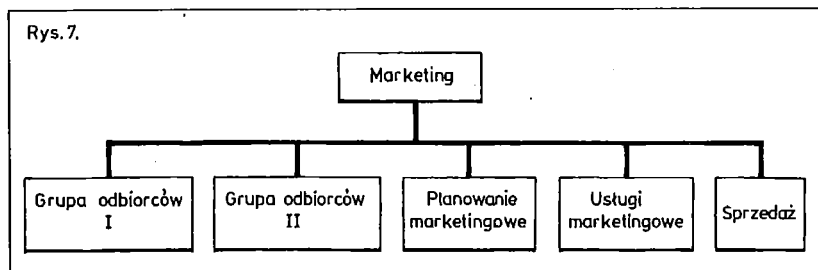 Rys. 7.
Marketing
Grupa odbiorców
I
Grupa odbiorców
II
Planowanie
marketingowe
Usługi
marketingowe
Sprzedaż